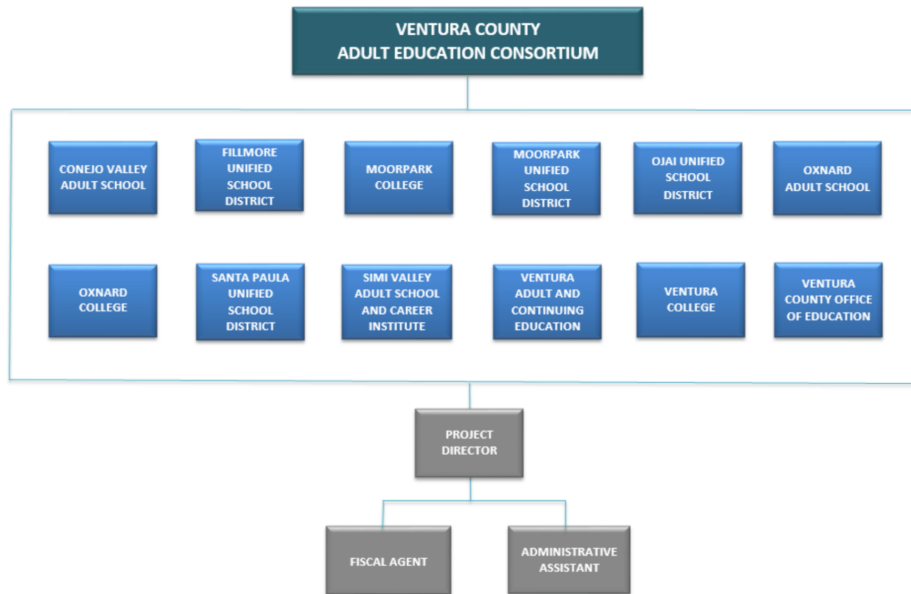 VENTURA COUNTY
ADULT EDUCATION CONSORTIUM
CONEJO VALLEY
ADULT SCHOOL
FILLMORE
UNIFIED
SCHOOL
DISTRICT
MOORPARK
COLLEGE
MOORPARK
UNIFIED
SCHOOL
DISTRICT
OJAI UNIFIED
SCHOOL
DISTRICT
OXNARD
ADULT SCHOOL
OXNARD
COLLEGE
SANTA PAULA
UNIFIED
SCHOOL
DISTRICT
SIMI VALLEY
ADULT SCHOOL
AND CAREER
INSTITUTE
VENTURA
ADULT AND
CONTINUING
EDUCATION
VENTURA
COLLEGE
VENTURA
COUNTY OFFICE
OF EDUCATION
PROJECT
DIRECTOR
FISCAL AGENT
ADMINISTRATIVE
ASSISTANT